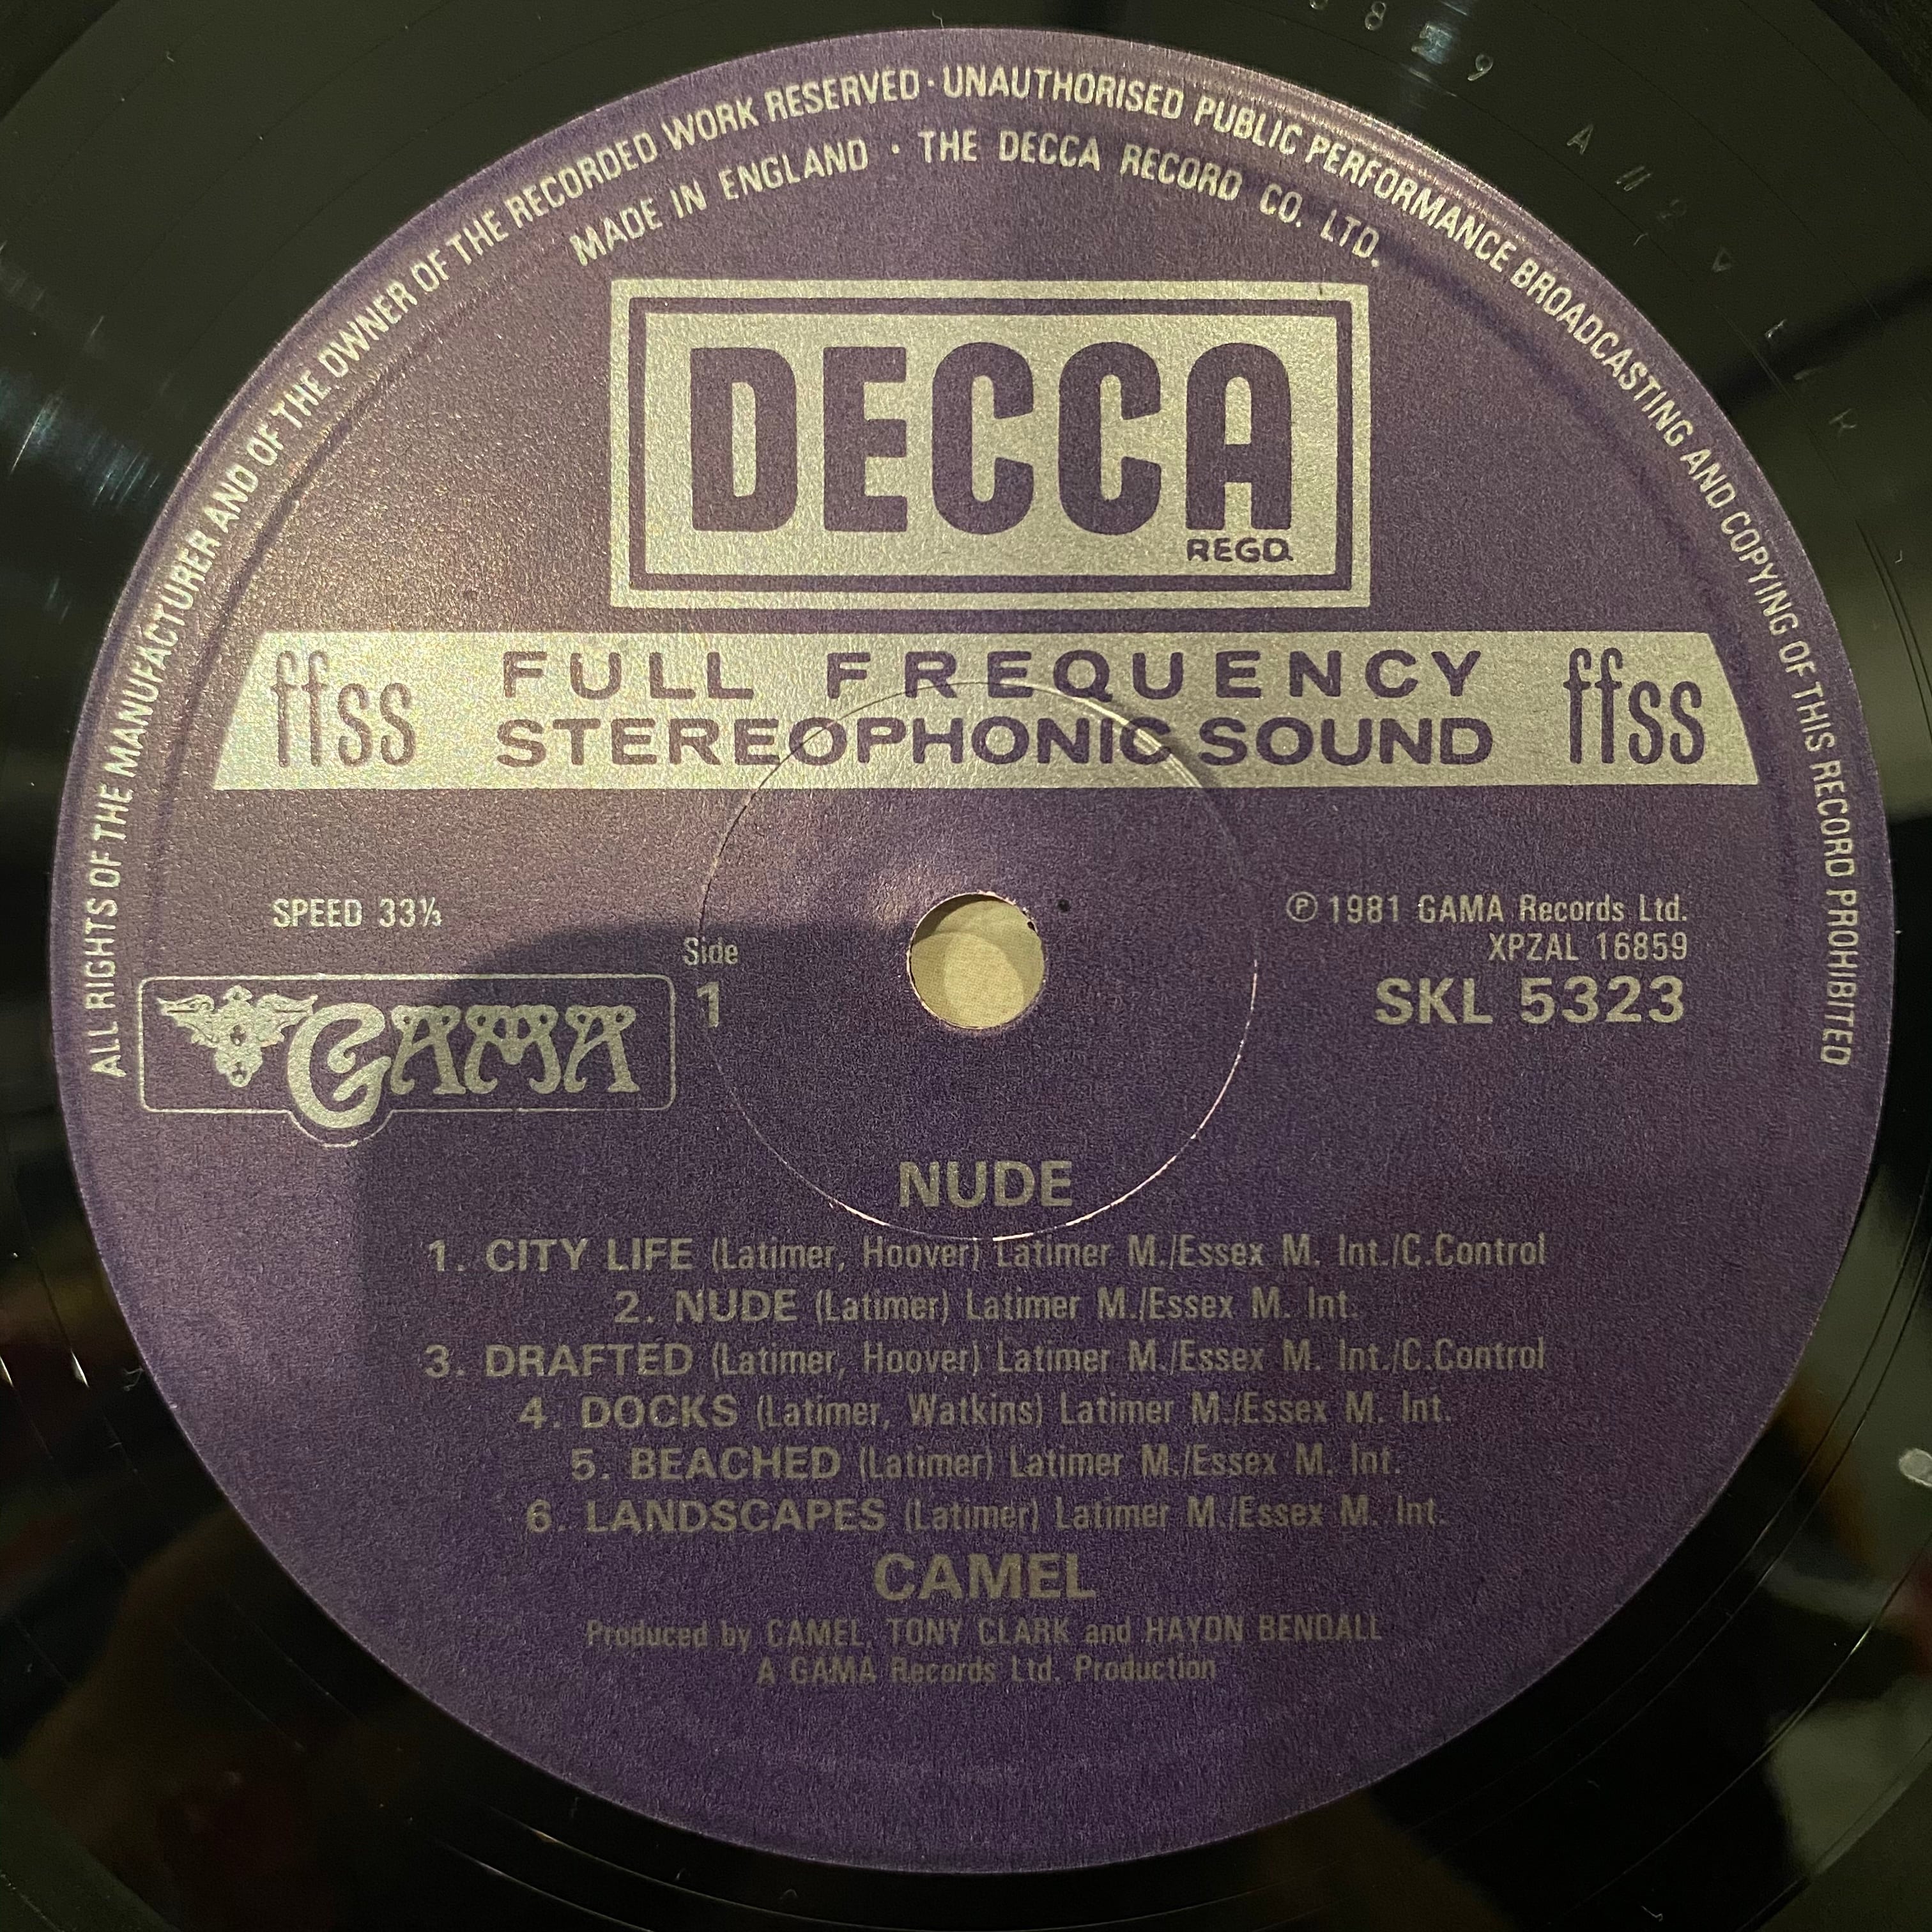 ALL RIGHTS OF THE MANUFACTURER AND OF THE OWNER OF THE RECORDED WORK RESERVED · UNAUTHORISED PUBLIC PERFORMANCE BROADCASTING AND COPYING OF THIS RECORD PROHIBITED
MADE IN ENGLAND · THE DECCA RECORD CO. LTD.
DECCA
REGD.
ffss FULL FREQUENCY STEREOPHONIC SOUND ffss
SPEED 33⅓
℗ 1981 GAMA Records Ltd.
XPZAL 16859
SKL 5323
Side
1
GAMA
NUDE
1. CITY LIFE (Latimer, Hoover) Latimer M./Essex M. Int./C.Control
2. NUDE (Latimer) Latimer M./Essex M. Int.
3. DRAFTED (Latimer, Hoover) Latimer M./Essex M. Int./C.Control
4. DOCKS (Latimer, Watkins) Latimer M./Essex M. Int.
5. BEACHED (Latimer) Latimer M./Essex M. Int.
6. LANDSCAPES (Latimer) Latimer M./Essex M. Int.
CAMEL
Produced by CAMEL, TONY CLARK and HAYDN BENDALL
A GAMA Records Ltd. Production